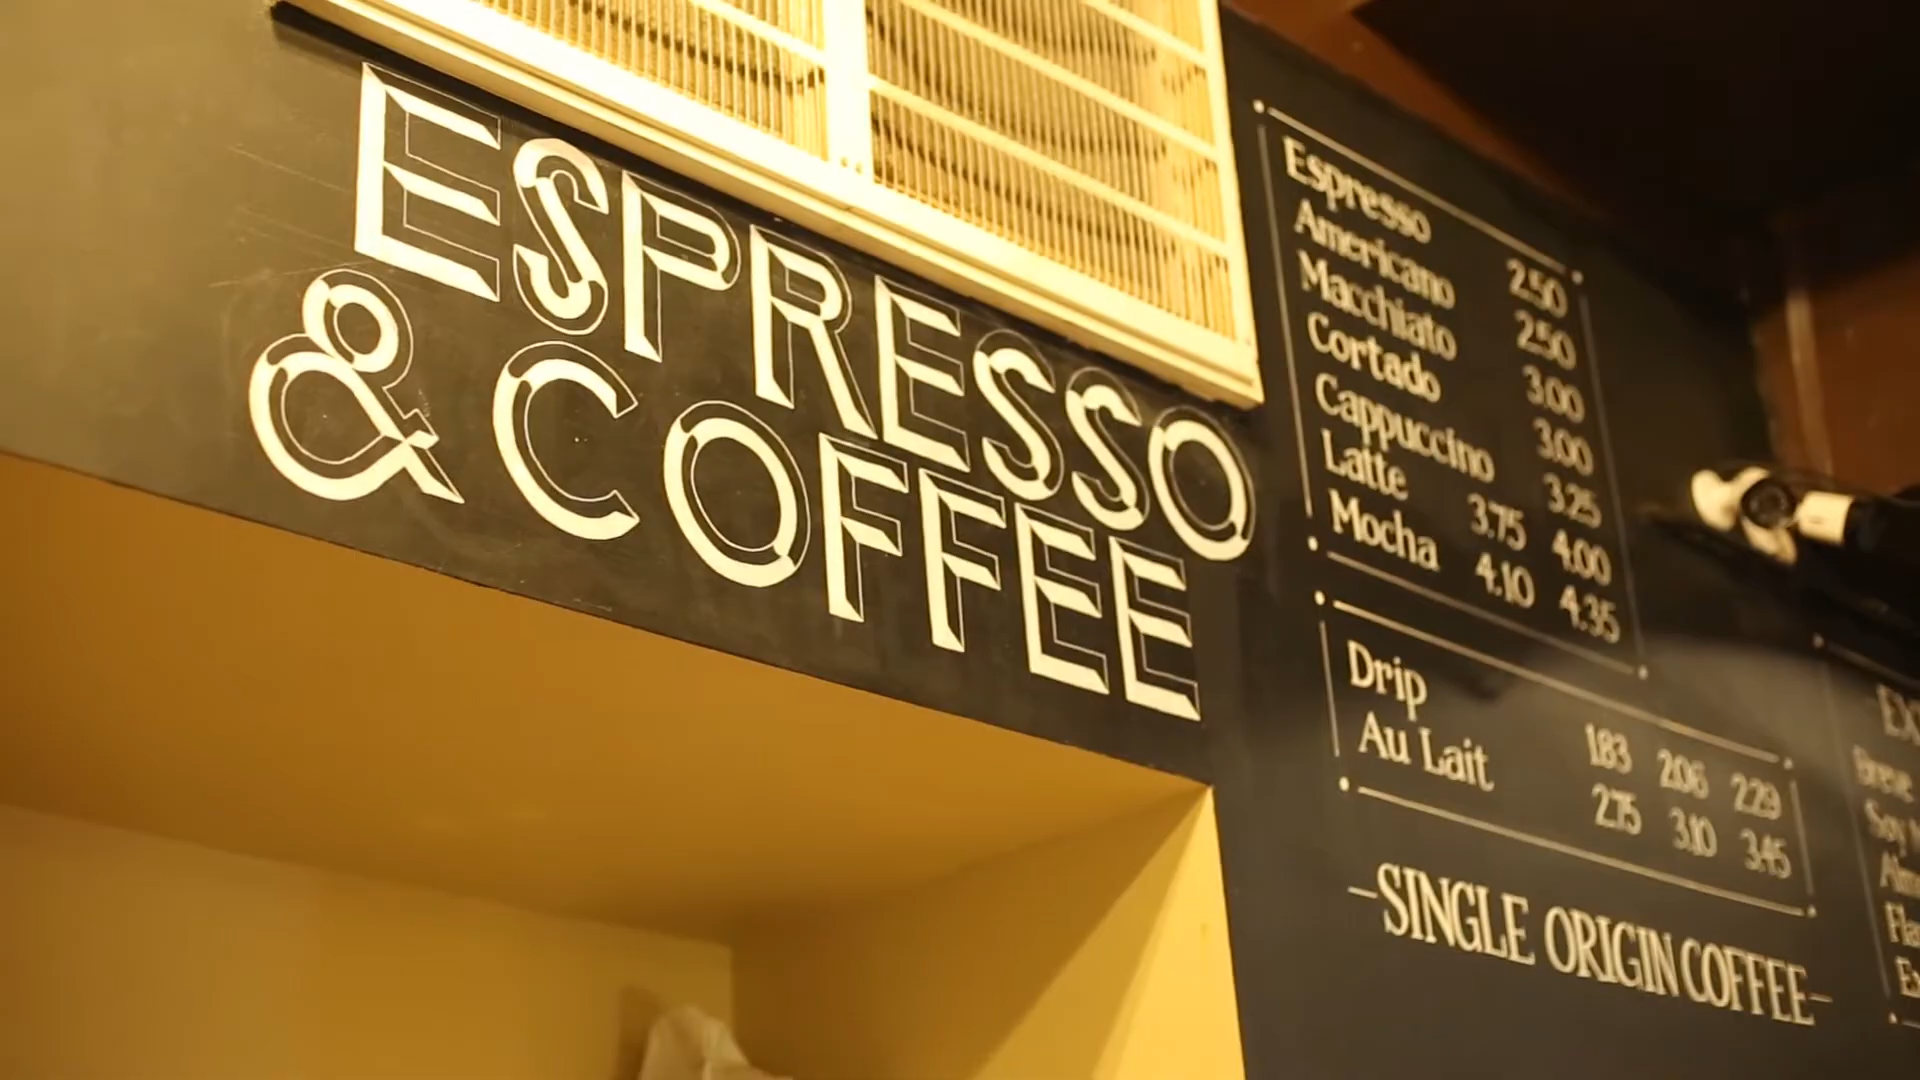 ESPRESSO
& COFFEE
Espresso 2.50
Americano 2.50
Macchiato 3.00
Cortado 3.00
Cappuccino 3.25
Latte 3.75 4.00
Mocha 4.10 4.35
Drip 1.83 2.06 2.29
Au Lait 2.75 3.10 3.45
-SINGLE ORIGIN COFFEE-
Breve
Soy